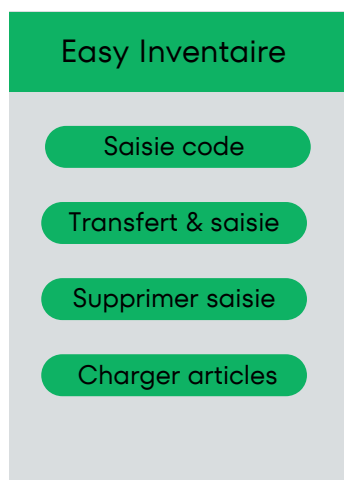 Easy Inventaire
Saisie code
Transfert & saisie
Supprimer saisie
Charger articles